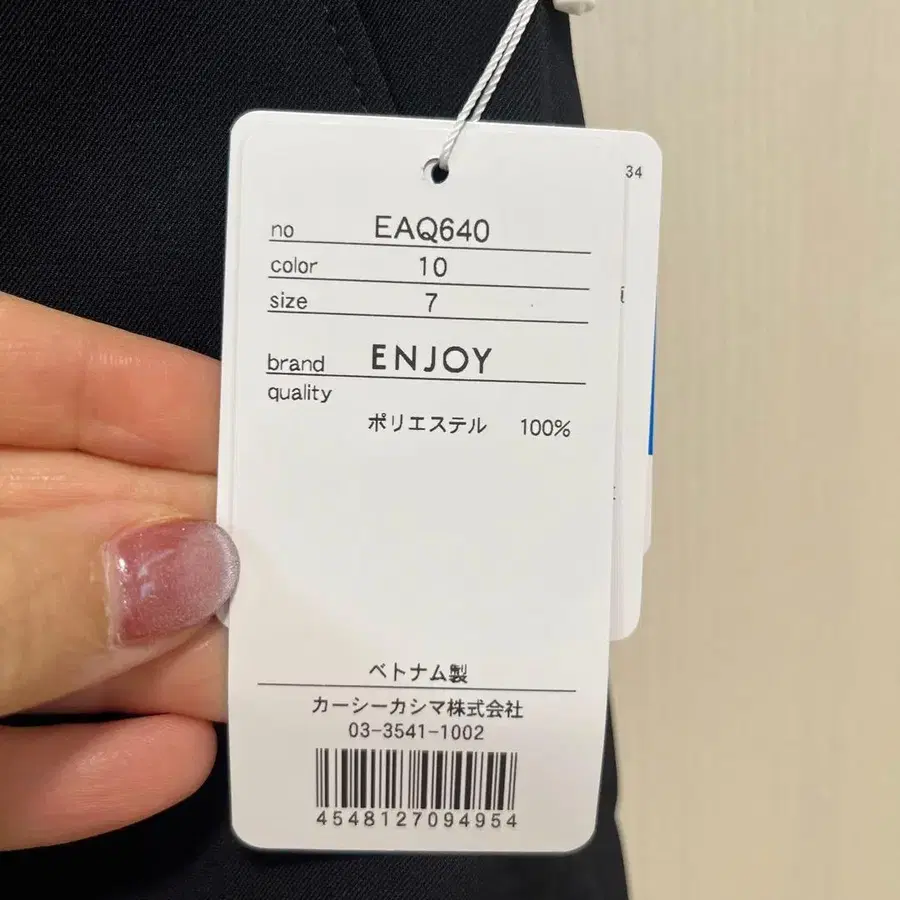 no EAQ640
color 10
size 7
brand ENJOY
quality
ポリエステル 100%
ベトナム製
カーシーカシマ株式会社
03-3541-1002
4548127094954
34